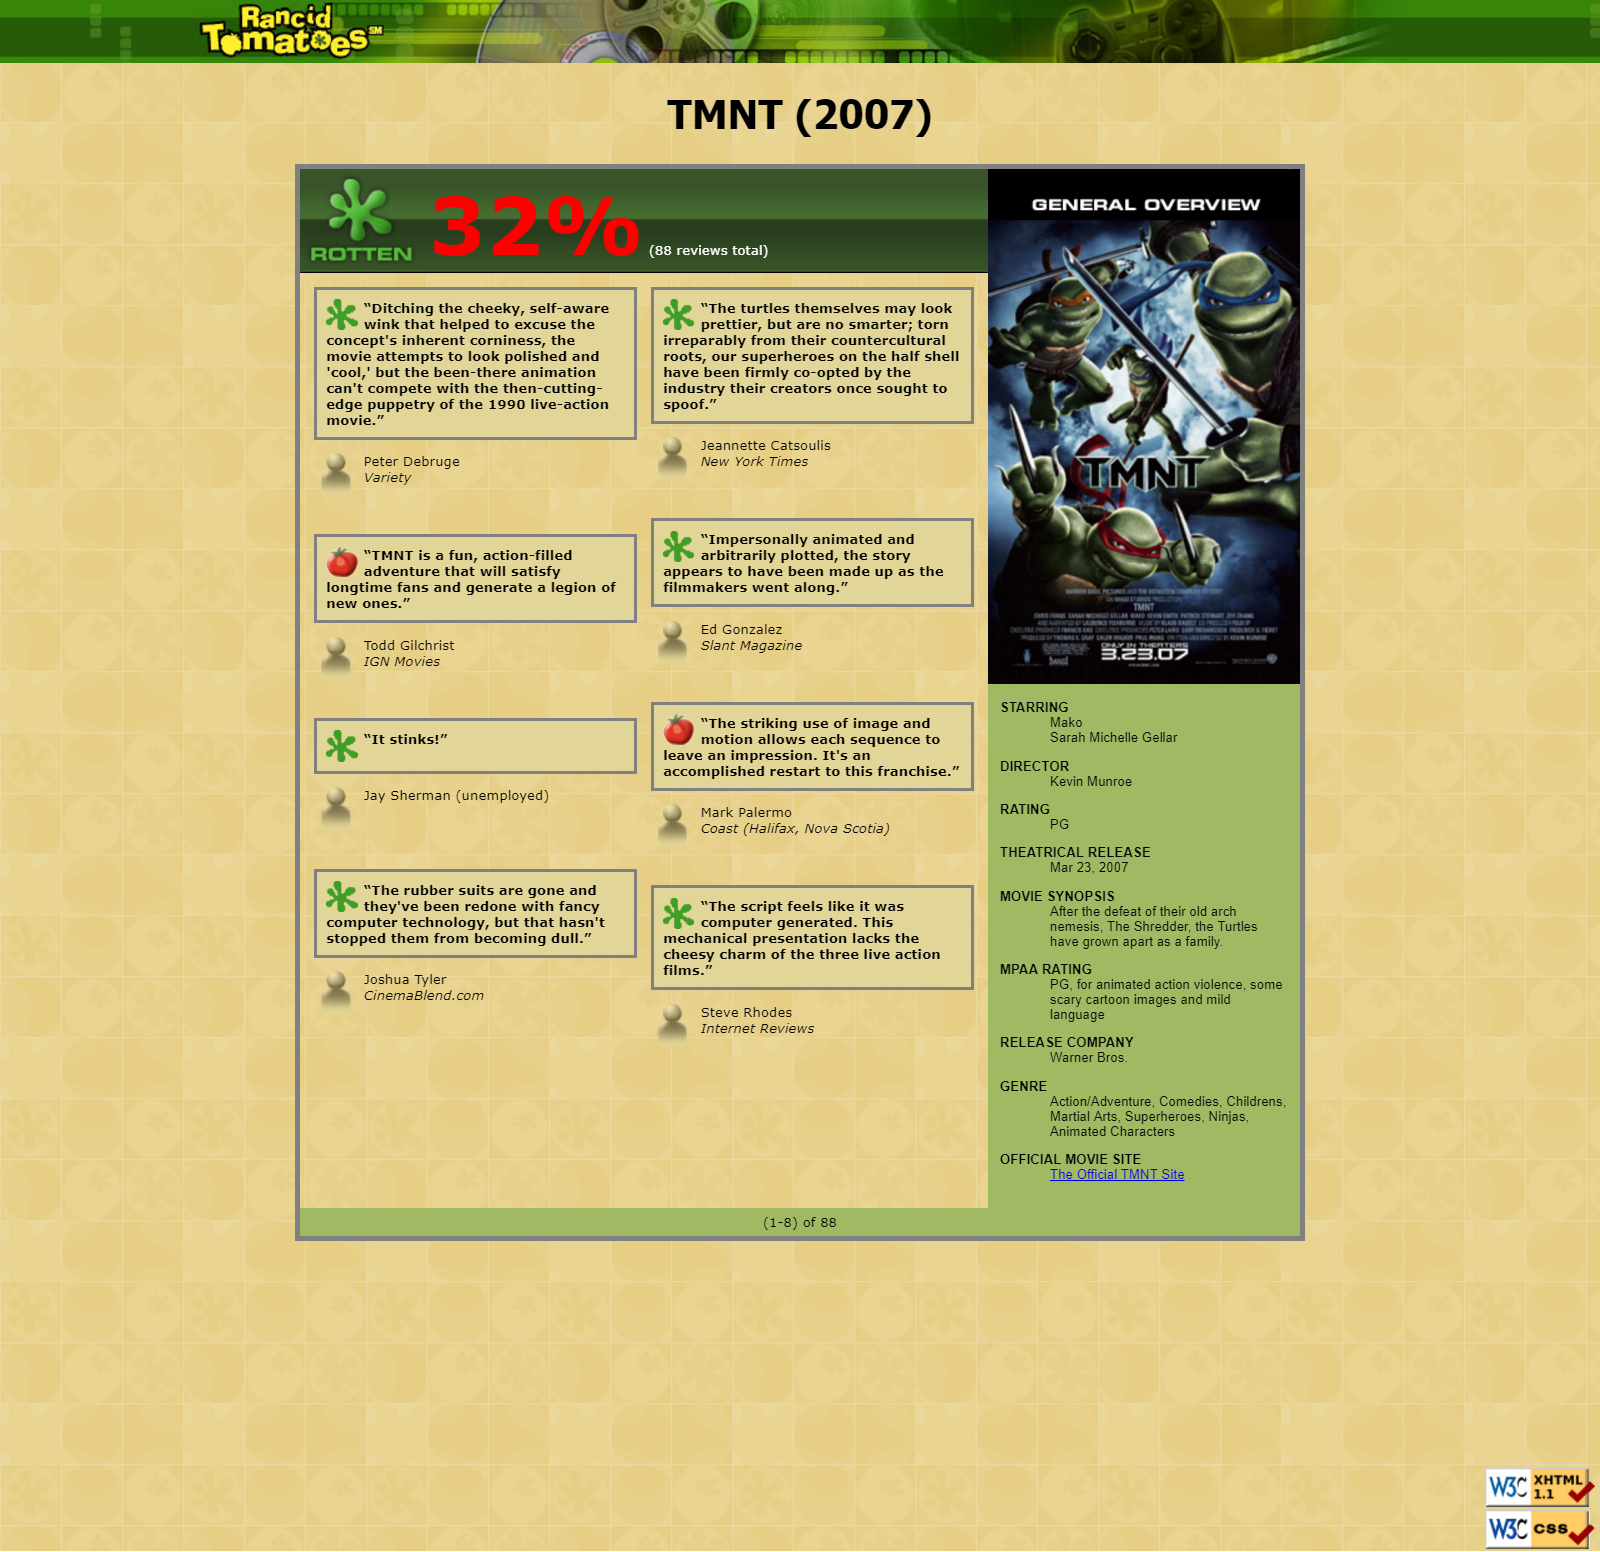 Rancid
Tomatoes SM
TMNT (2007)
ROTTEN
32% (88 reviews total)
“Ditching the cheeky, self-aware
wink that helped to excuse the
concept's inherent corniness, the
movie attempts to look polished and
'cool,' but the been-there animation
can't compete with the then-cutting-
edge puppetry of the 1990 live-action
movie.”
Peter Debruge
Variety
“TMNT is a fun, action-filled
adventure that will satisfy
longtime fans and generate a legion of
new ones.”
Todd Gilchrist
IGN Movies
“It stinks!”
Jay Sherman (unemployed)
“The rubber suits are gone and
they've been redone with fancy
computer technology, but that hasn't
stopped them from becoming dull.”
Joshua Tyler
CinemaBlend.com
“The turtles themselves may look
prettier, but are no smarter; torn
irreparably from their countercultural
roots, our superheroes on the half shell
have been firmly co-opted by the
industry their creators once sought to
spoof.”
Jeannette Catsoulis
New York Times
“Impersonally animated and
arbitrarily plotted, the story
appears to have been made up as the
filmmakers went along.”
Ed Gonzalez
Slant Magazine
“The striking use of image and
motion allows each sequence to
leave an impression. It's an
accomplished restart to this franchise.”
Mark Palermo
Coast (Halifax, Nova Scotia)
“The script feels like it was
computer generated. This
mechanical presentation lacks the
cheesy charm of the three live action
films.”
Steve Rhodes
Internet Reviews
GENERAL OVERVIEW
TMNT
TMNT
ONLY IN THEATERS
3.23.07
STARRING
Mako
Sarah Michelle Gellar
DIRECTOR
Kevin Munroe
RATING
PG
THEATRICAL RELEASE
Mar 23, 2007
MOVIE SYNOPSIS
After the defeat of their old arch
nemesis, The Shredder, the Turtles
have grown apart as a family.
MPAA RATING
PG, for animated action violence, some
scary cartoon images and mild
language
RELEASE COMPANY
Warner Bros.
GENRE
Action/Adventure, Comedies, Childrens,
Martial Arts, Superheroes, Ninjas,
Animated Characters
OFFICIAL MOVIE SITE
The Official TMNT Site
(1-8) of 88
W3C XHTML
1.1
W3C CSS